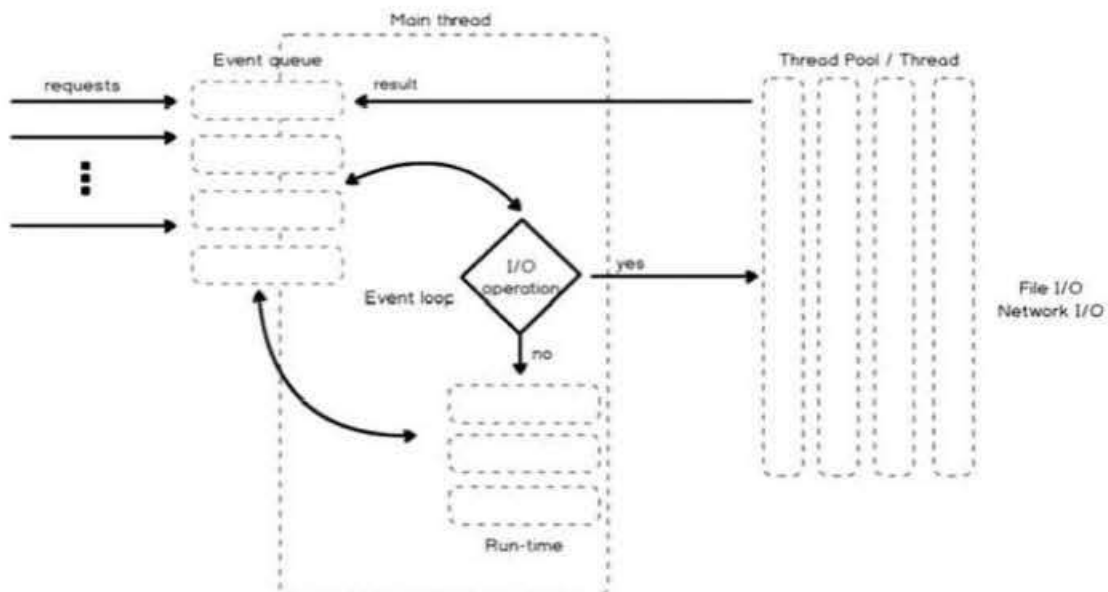 Main thread
Event queue
Thread Pool / Thread
requests
result
I/O
operation
yes
Event loop
File I/O
Network I/O
no
Run-time